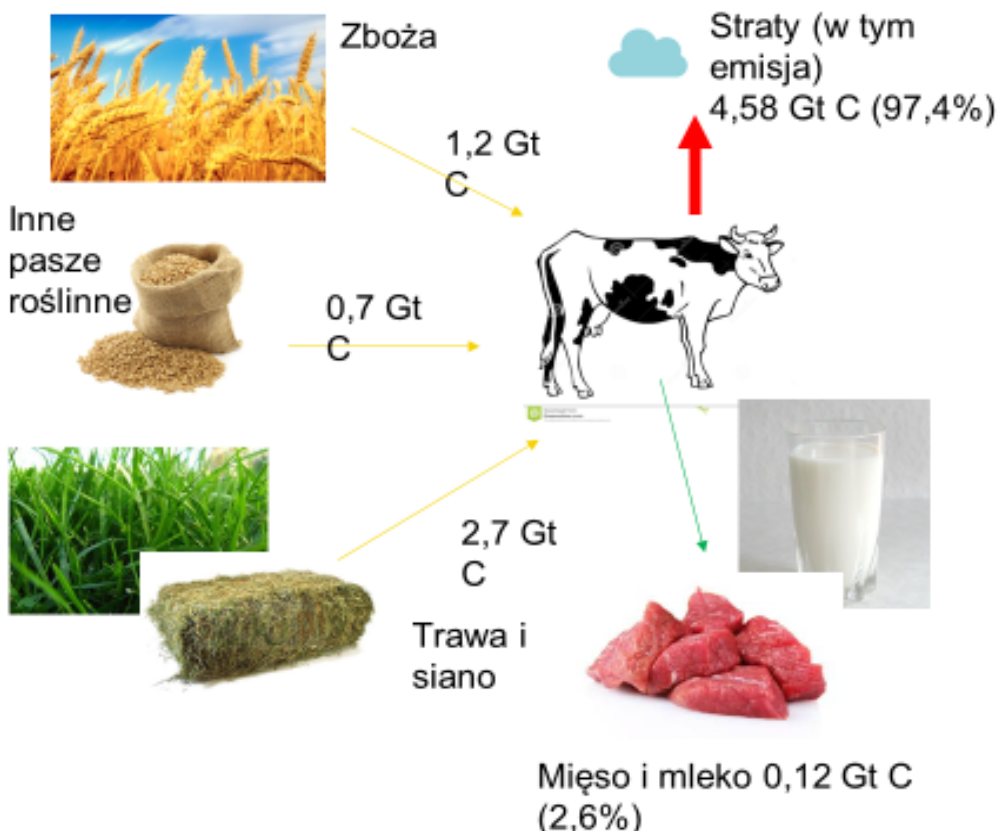 Zboża
Straty (w tym
emisja)
4,58 Gt C (97,4%)
1,2 Gt
C
Inne
pasze
roślinne
0,7 Gt
C
2,7 Gt
C
Trawa i
siano
Mięso i mleko 0,12 Gt C
(2,6%)